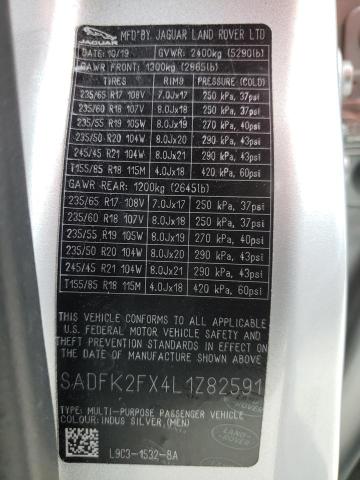 JAGUAR
MFD BY. JAGUAR LAND ROVER LTD
DATE: 10/19 GVWR: 2400kg (5290lb)
GAWR FRONT: 1300kg (2865lb)
TIRES RIMS PRESSURE (COLD)
235/65 R17 108V 7.0Jx17 250 kPa, 37psi
235/60 R18 107V 8.0Jx18 250 kPa, 37psi
235/55 R19 105W 8.0Jx19 270 kPa, 40psi
235/50 R20 104W 8.0Jx20 290 kPa, 43psi
245/45 R21 104W 8.0Jx21 290 kPa, 43psi
T155/85 R18 115M 4.0Jx18 420 kPa, 60psi
GAWR REAR: 1200kg (2645lb)
235/65 R17 108V 7.0Jx17 250 kPa, 37psi
235/60 R18 107V 8.0Jx18 250 kPa, 37psi
235/55 R19 105W 8.0Jx19 270 kPa, 40psi
235/50 R20 104W 8.0Jx20 290 kPa, 43psi
245/45 R21 104W 8.0Jx21 290 kPa, 43psi
T155/85 R18 115M 4.0Jx18 420 kPa, 60psi
THIS VEHICLE CONFORMS TO ALL APPLICABLE
FEDERAL MOTOR VEHICLE SAFETY, BUMPER, AND
THEFT PREVENTION STANDARDS IN EFFECT ON
THE DATE OF MANUFACTURE SHOWN ABOVE.
SADFK2FX4L1Z82591
TYPE: MULTI-PURPOSE PASSENGER VEHICLE
COLOUR: INDUS SILVER, (MEN)
L9C3-1532-8A
LAND-
ROVER